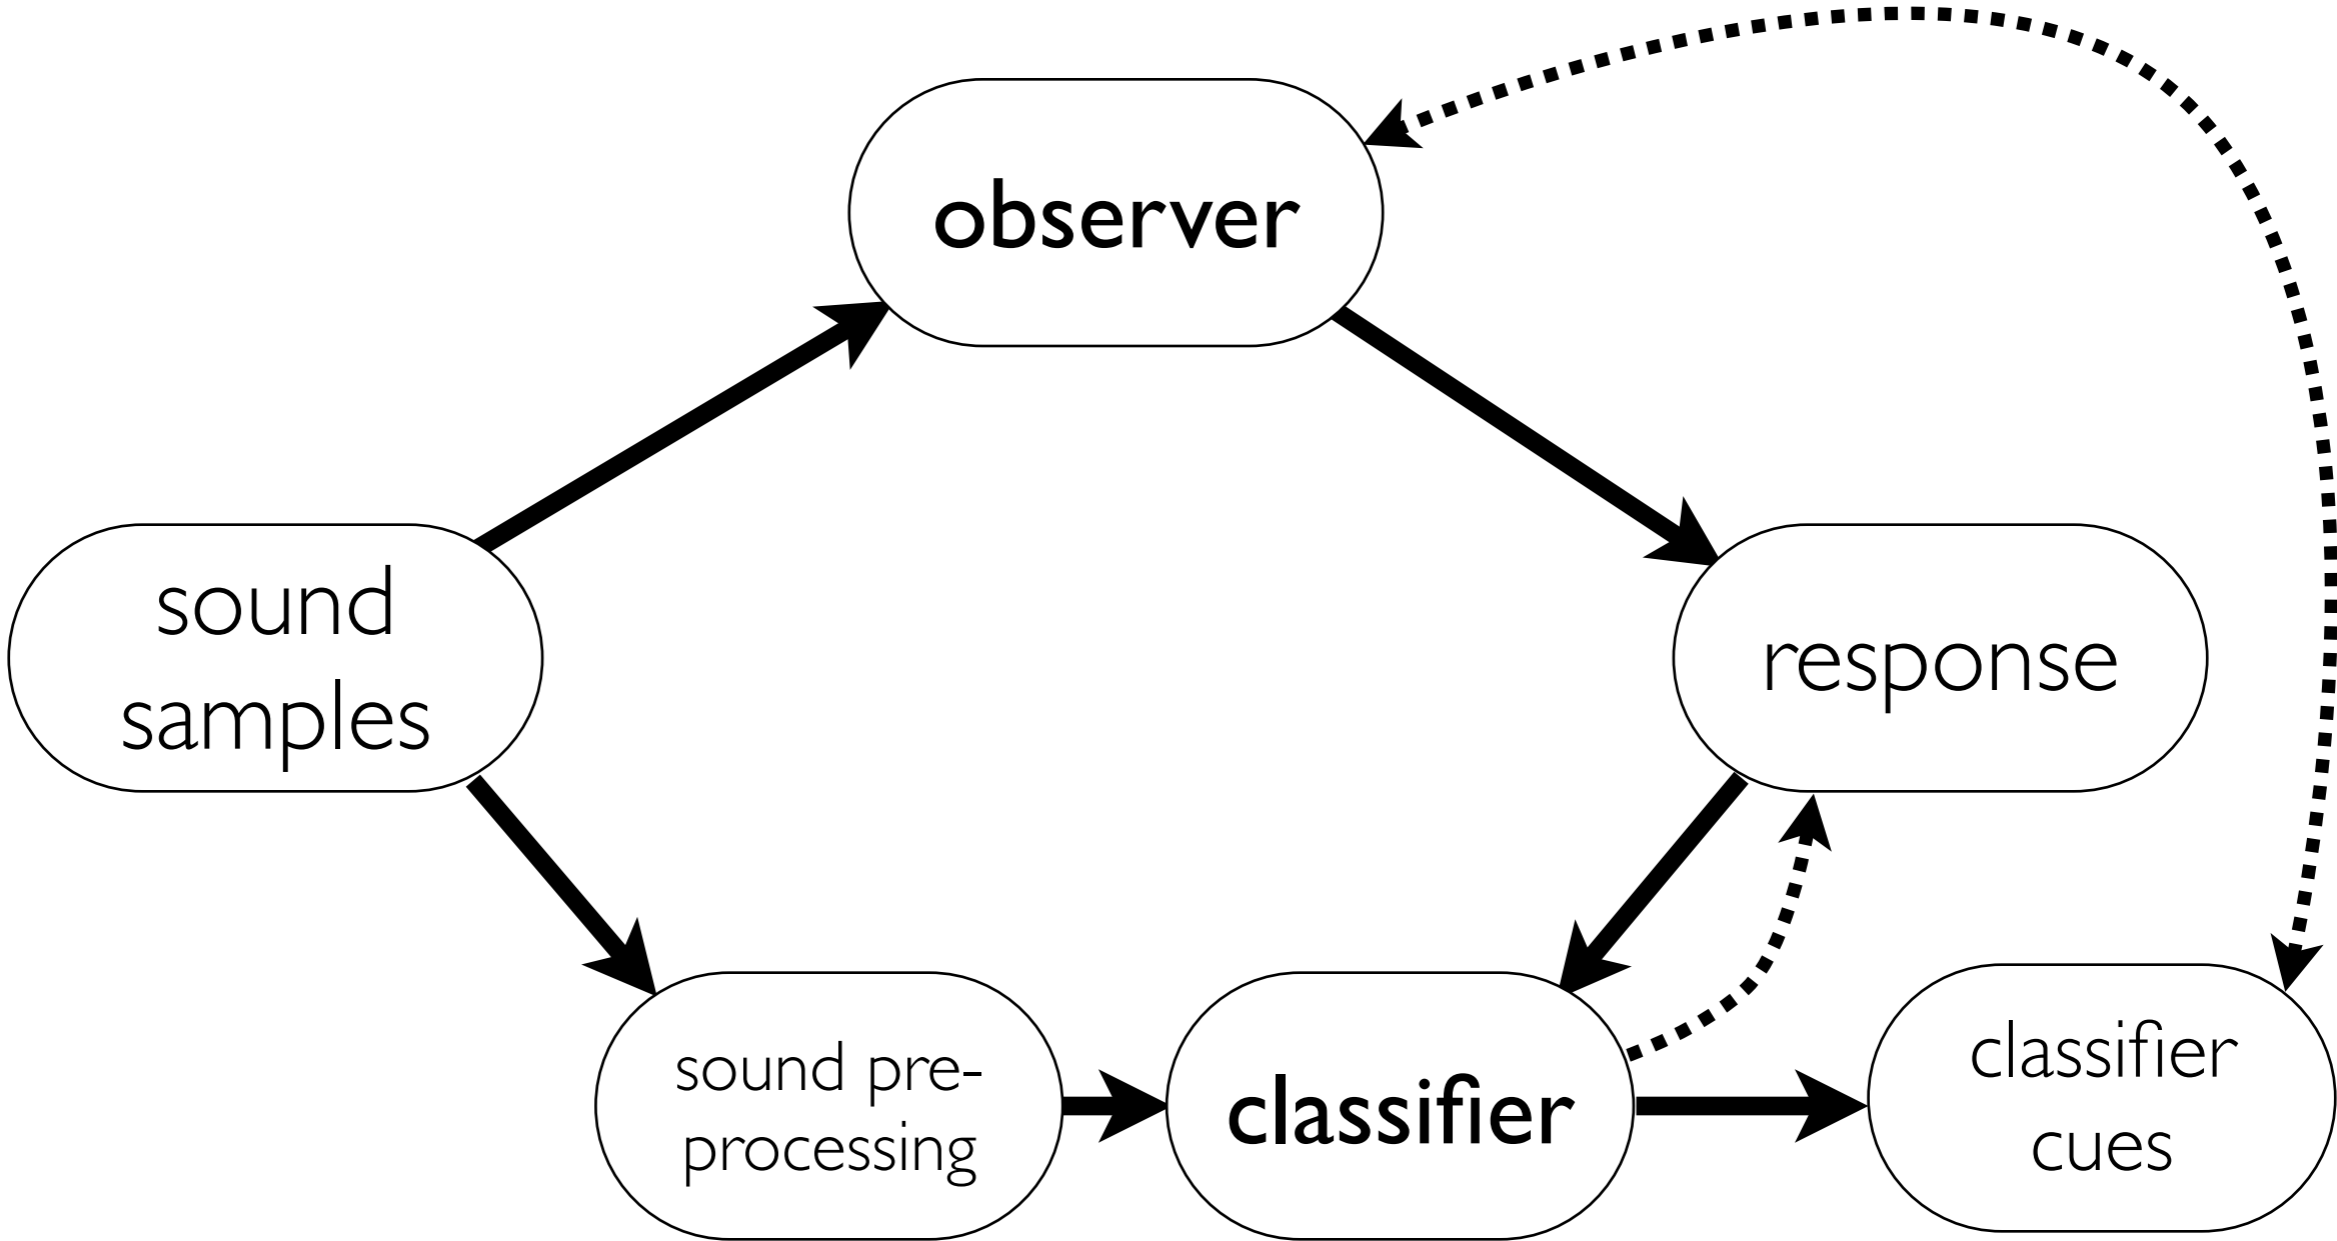 observer
sound
samples
response
sound pre-
processing
classifier
classifier
cues